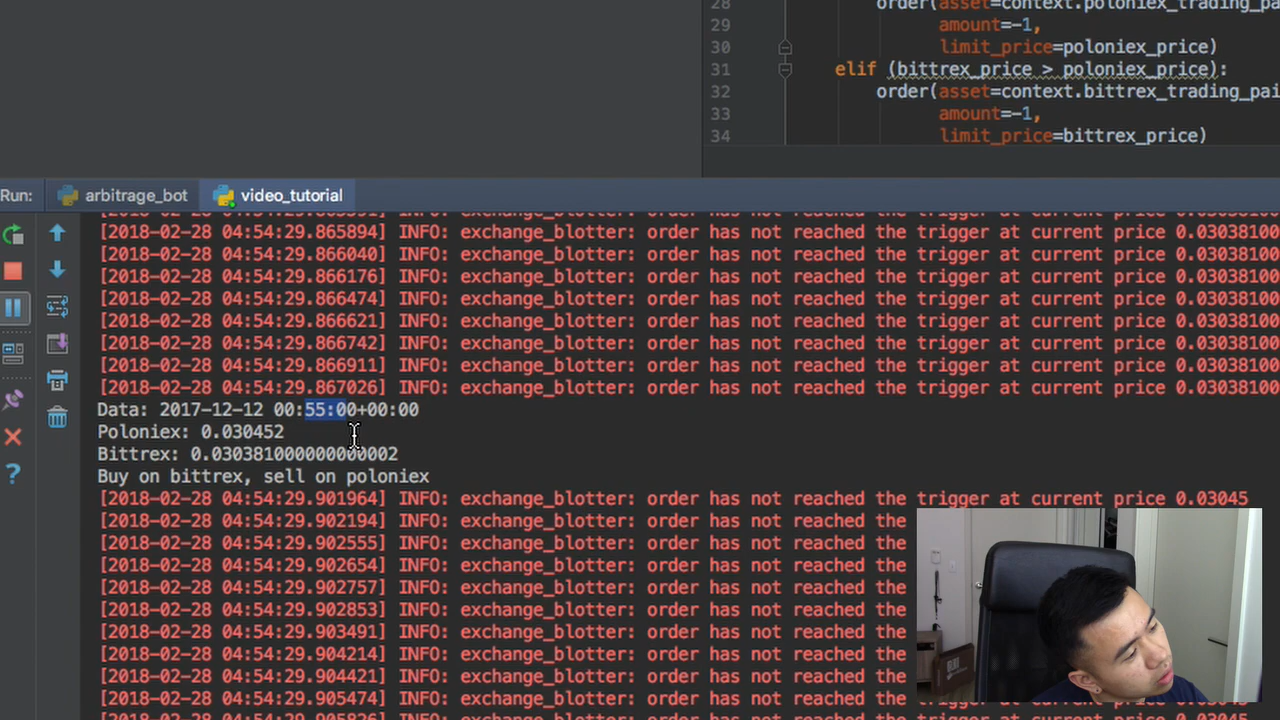 28
order(asset=context.poloniex_trading_pa
29
amount=-1,
30
limit_price=poloniex_price)
31
elif (bittrex_price > poloniex_price):
32
order(asset=context.bittrex_trading_pai
33
amount=-1,
34
limit_price=bittrex_price)
Run:
arbitrage_bot
video_tutorial
[2018-02-28 04:54:29.865894] INFO: exchange_blotter: order has not reached the trigger at current price 0.03038100
[2018-02-28 04:54:29.866040] INFO: exchange_blotter: order has not reached the trigger at current price 0.03038100
[2018-02-28 04:54:29.866176] INFO: exchange_blotter: order has not reached the trigger at current price 0.03038100
[2018-02-28 04:54:29.866474] INFO: exchange_blotter: order has not reached the trigger at current price 0.03038100
[2018-02-28 04:54:29.866621] INFO: exchange_blotter: order has not reached the trigger at current price 0.03038100
[2018-02-28 04:54:29.866742] INFO: exchange_blotter: order has not reached the trigger at current price 0.03038100
[2018-02-28 04:54:29.866911] INFO: exchange_blotter: order has not reached the trigger at current price 0.03038100
[2018-02-28 04:54:29.867026] INFO: exchange_blotter: order has not reached the trigger at current price 0.03038100
Data: 2017-12-12 00:55:00+00:00
Poloniex: 0.030452
Bittrex: 0.030381000000000002
Buy on bittrex, sell on poloniex
[2018-02-28 04:54:29.901964] INFO: exchange_blotter: order has not reached the trigger at current price 0.03045
[2018-02-28 04:54:29.902194] INFO: exchange_blotter: order has not reached the
[2018-02-28 04:54:29.902555] INFO: exchange_blotter: order has not reached the
[2018-02-28 04:54:29.902654] INFO: exchange_blotter: order has not reached the
[2018-02-28 04:54:29.902757] INFO: exchange_blotter: order has not reached the
[2018-02-28 04:54:29.902853] INFO: exchange_blotter: order has not reached the
[2018-02-28 04:54:29.903491] INFO: exchange_blotter: order has not reached the
[2018-02-28 04:54:29.904214] INFO: exchange_blotter: order has not reached the
[2018-02-28 04:54:29.904421] INFO: exchange_blotter: order has not reached the
[2018-02-28 04:54:29.905474] INFO: exchange_blotter: order has not reached the